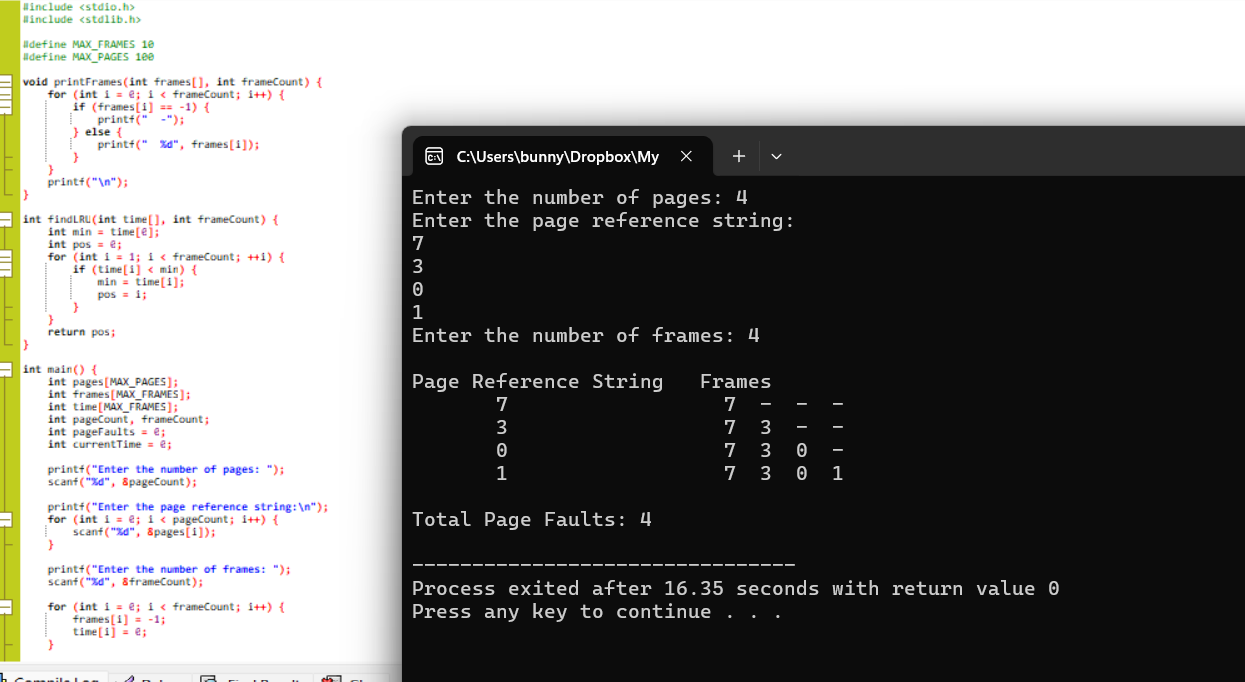 #include <stdio.h>
#include <stdlib.h>
#define MAX_FRAMES 10
#define MAX_PAGES 100
void printFrames(int frames[], int frameCount) {
for (int i = 0; i < frameCount; i++) {
if (frames[i] == -1) {
printf("  -");
} else {
printf("  %d", frames[i]);
}
}
printf("\n");
}
int findLRU(int time[], int frameCount) {
int min = time[0];
int pos = 0;
for (int i = 1; i < frameCount; ++i) {
if (time[i] < min) {
min = time[i];
pos = i;
}
}
return pos;
}
int main() {
int pages[MAX_PAGES];
int frames[MAX_FRAMES];
int time[MAX_FRAMES];
int pageCount, frameCount;
int pageFaults = 0;
int currentTime = 0;
printf("Enter the number of pages: ");
scanf("%d", &pageCount);
printf("Enter the page reference string:\n");
for (int i = 0; i < pageCount; i++) {
scanf("%d", &pages[i]);
}
printf("Enter the number of frames: ");
scanf("%d", &frameCount);
for (int i = 0; i < frameCount; i++) {
frames[i] = -1;
time[i] = 0;
}
C:\Users\bunny\Dropbox\My
Enter the number of pages: 4
Enter the page reference string:
7
3
0
1
Enter the number of frames: 4
Page Reference String   Frames
7   7  -  -  -
3   7  3  -  -
0   7  3  0  -
1   7  3  0  1
Total Page Faults: 4
--------------------------------
Process exited after 16.35 seconds with return value 0
Press any key to continue . . .